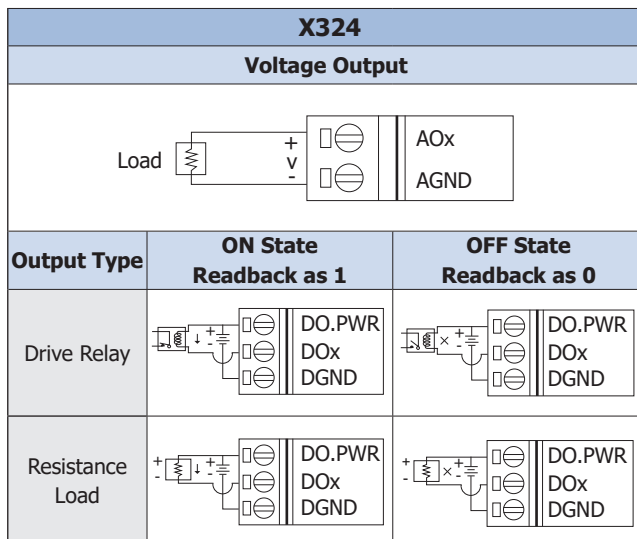 X324
Voltage Output
Load
+
v
-
AOx
AGND
Output Type
ON State
Readback as 1
OFF State
Readback as 0
Drive Relay
+
-
DO.PWR
DOx
DGND
×
+
-
DO.PWR
DOx
DGND
Resistance
Load
+
-
+
-
DO.PWR
DOx
DGND
+
-
×
+
-
DO.PWR
DOx
DGND